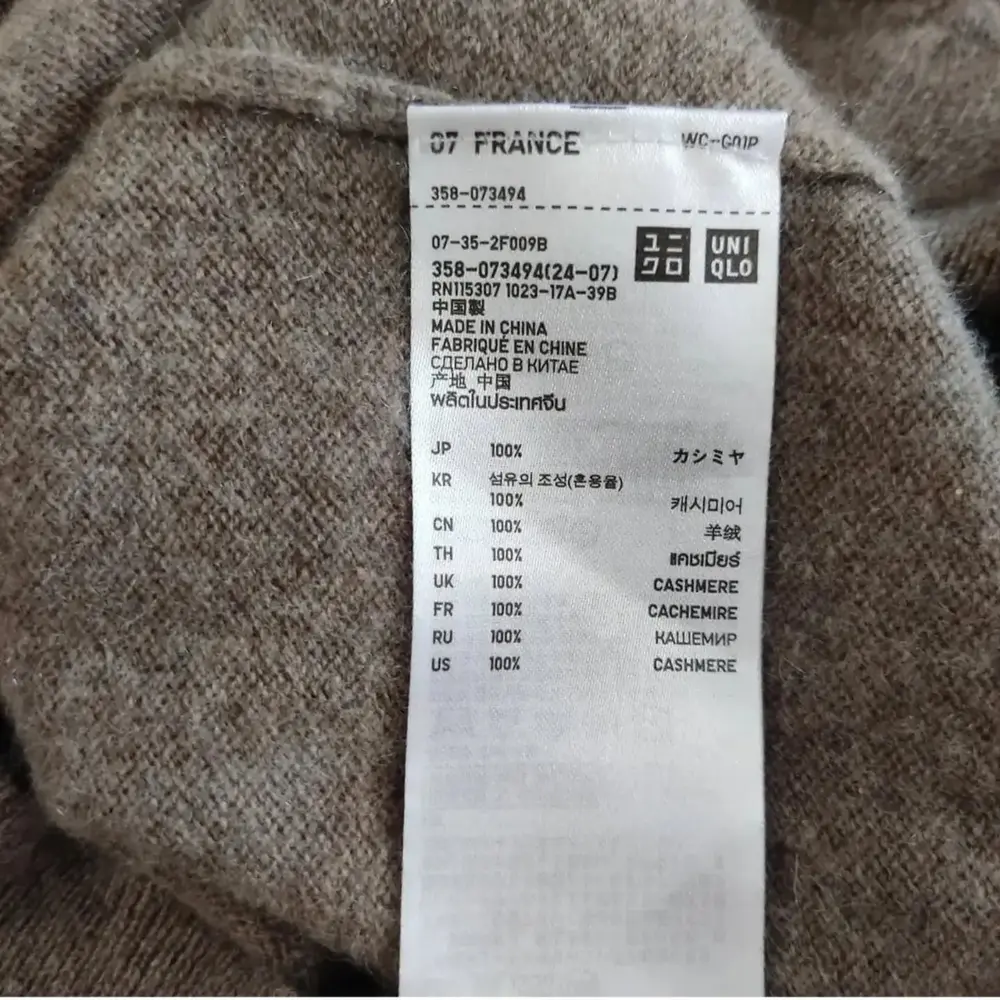 07 FRANCE WC-G01P
358-073494
07-35-2F009B
ユニ
クロ
UNI
QLO
358-073494(24-07)
RN115307 1023-17A-39B
中国製
MADE IN CHINA
FABRIQUÉ EN CHINE
СДЕЛАНО В КИТАЕ
产地 中国
ผลิตในประเทศจีน
JP 100% カシミヤ
KR 섬유의 조성(혼용율)
100% 캐시미어
CN 100% 羊绒
TH 100% แคชเมียร์
UK 100% CASHMERE
FR 100% CACHEMIRE
RU 100% КАШЕМИР
US 100% CASHMERE